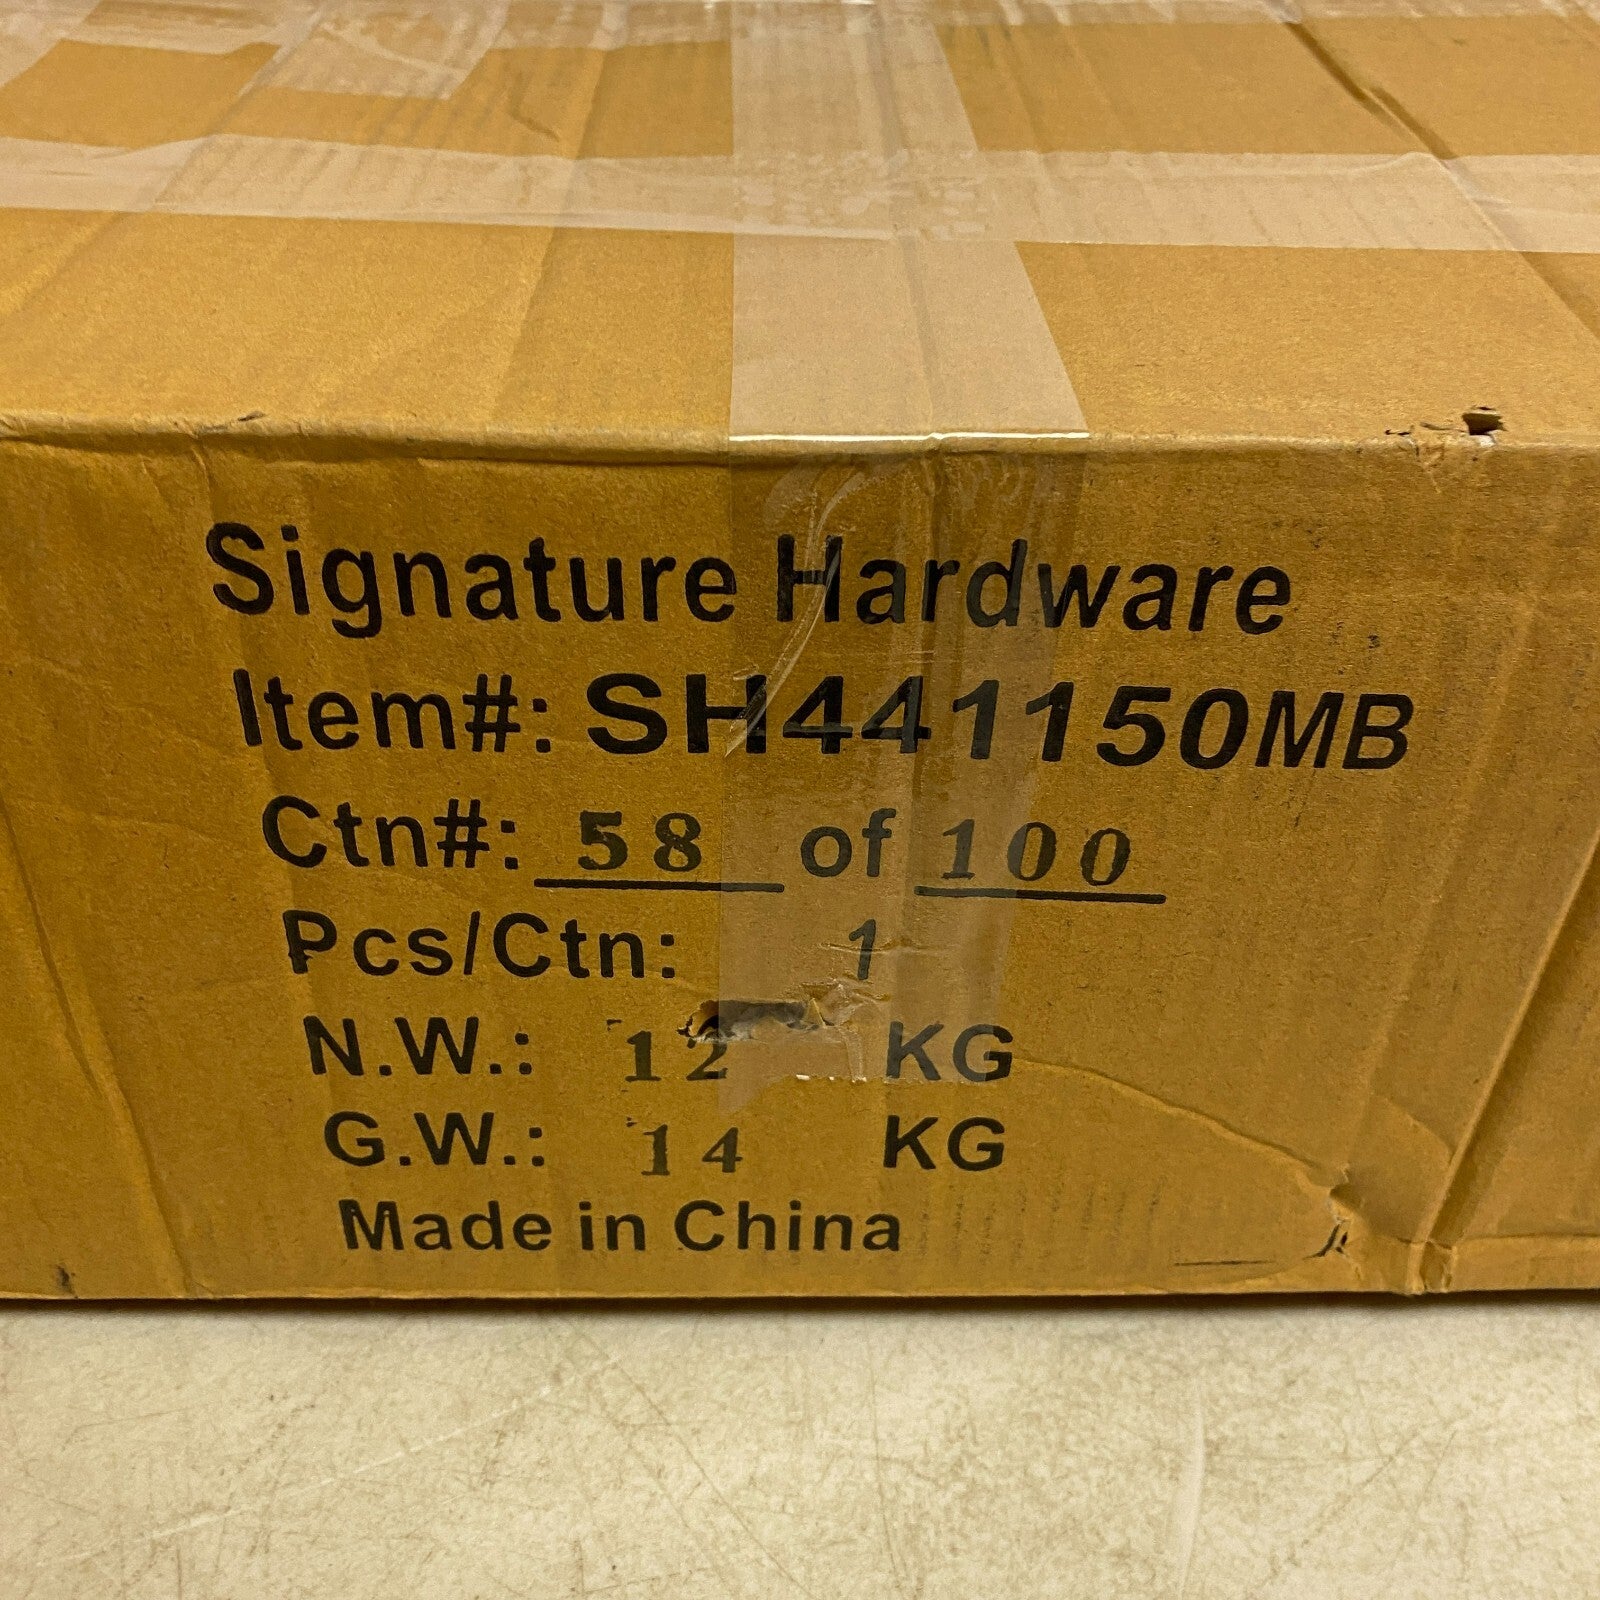 Signature Hardware
Item#: SH441150MB
Ctn#: 58 of 100
Pcs/Ctn: 1
N.W.: 12 KG
G.W.: 14 KG
Made in China